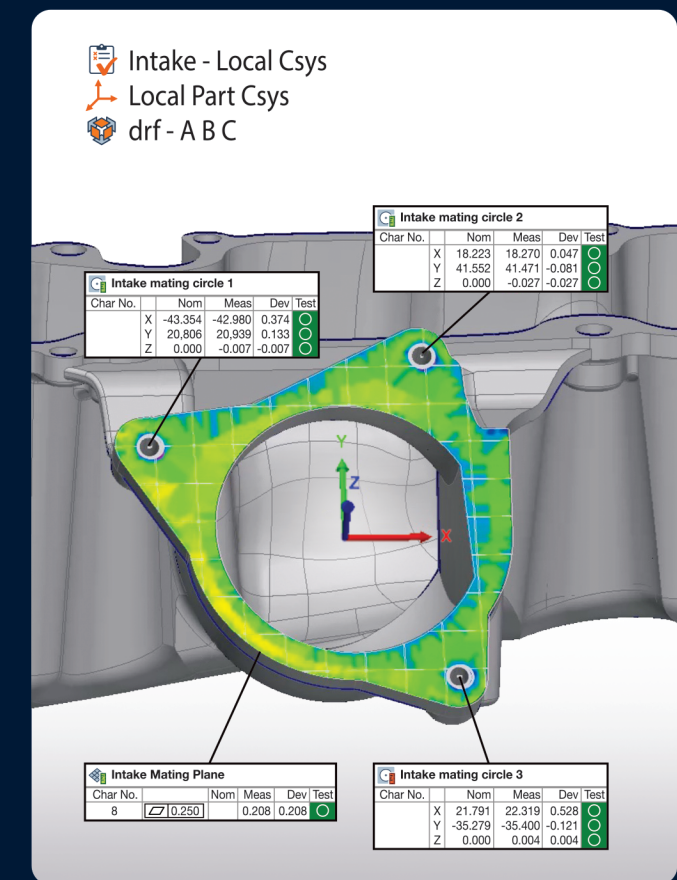 Intake - Local Csys
Local Part Csys
drf - A B C
Intake mating circle 2
Char No. Nom Meas Dev Test
X 18.223 18.270 0.047
Y 41.552 41.471 -0.081
Z 0.000 -0.027 -0.027
Intake mating circle 1
Char No. Nom Meas Dev Test
X -43.354 -42.980 0.374
Y 20,806 20,939 0.133
Z 0.000 -0.007 -0.007
Y
Z
X
Intake Mating Plane
Char No. Nom Meas Dev Test
8 0.250 0.208 0.208
Intake mating circle 3
Char No. Nom Meas Dev Test
X 21.791 22.319 0.528
Y -35.279 -35.400 -0.121
Z 0.000 0.004 0.004